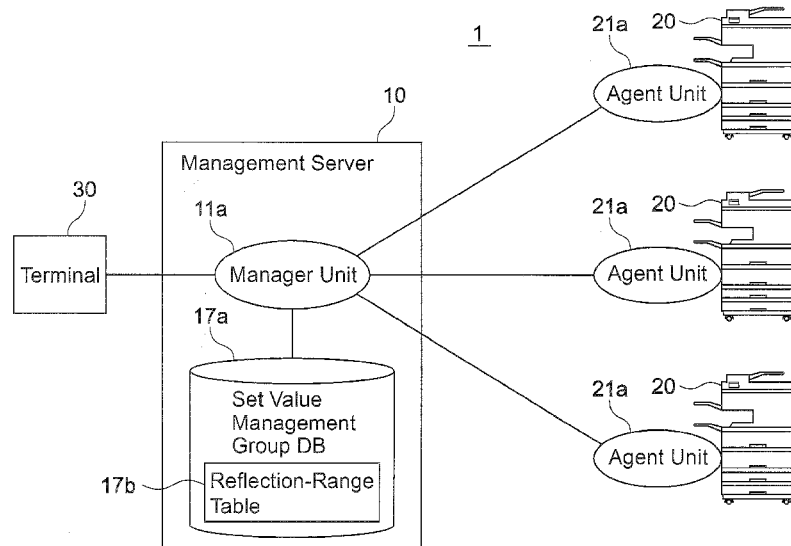 1
21a
20
Agent Unit
10
Management Server
30
11a
21a
20
Terminal
Manager Unit
Agent Unit
17a
Set Value
Management
Group DB
21a
20
17b
Reflection-Range
Table
Agent Unit